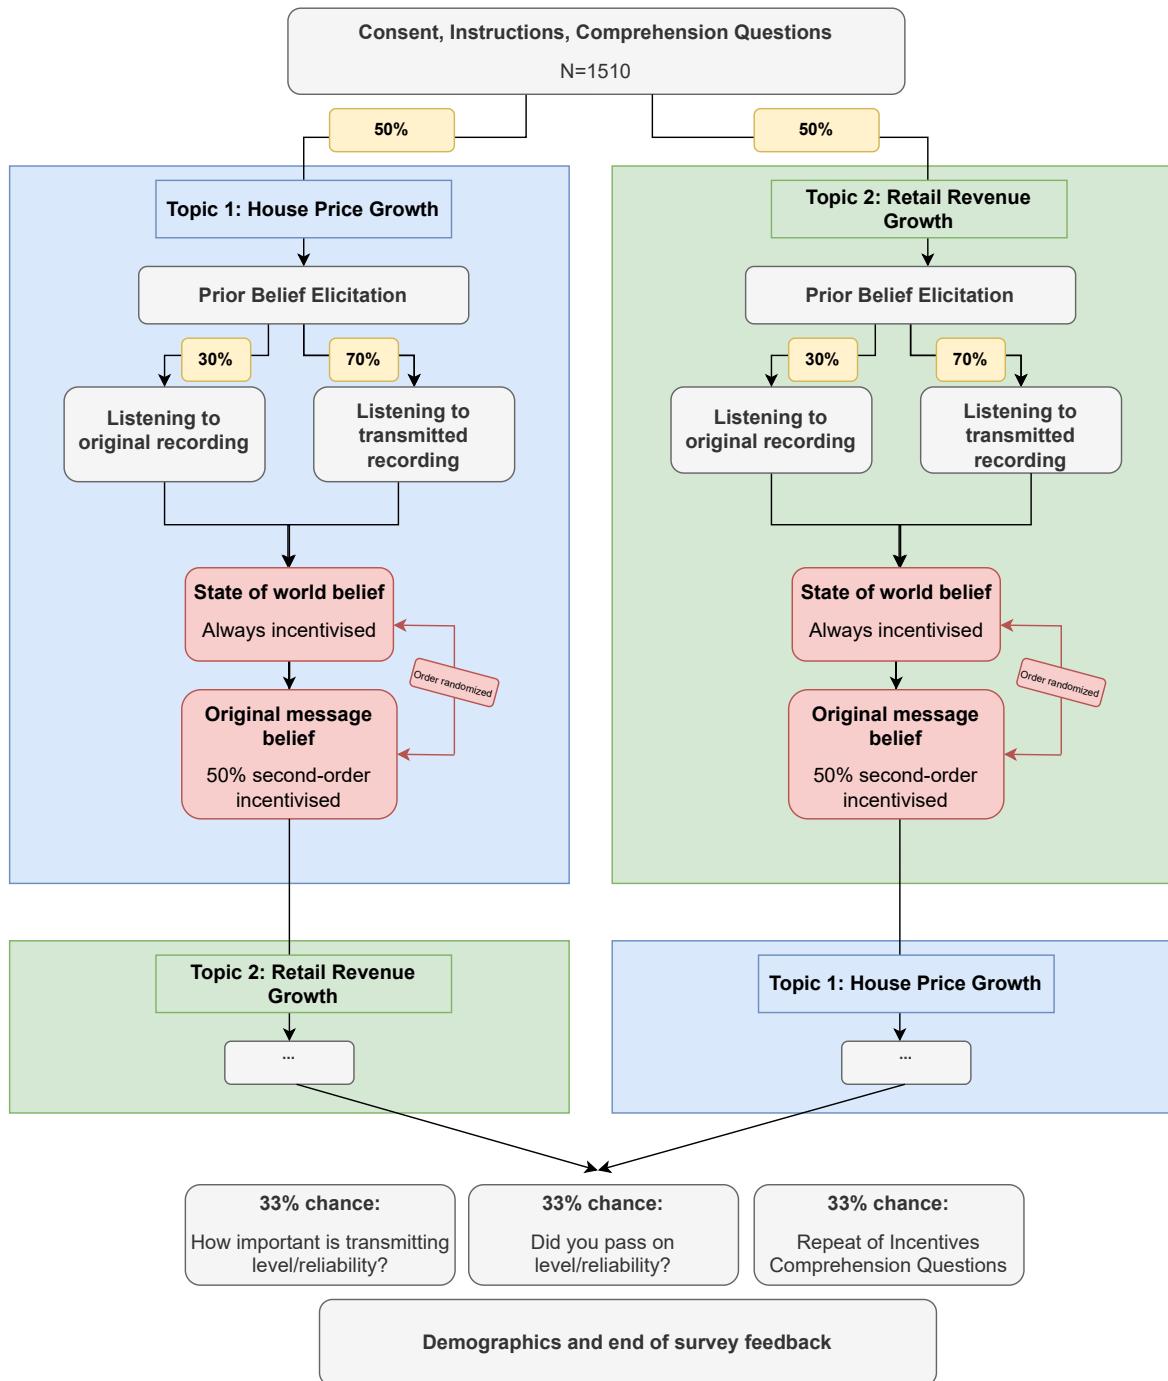 Consent, Instructions, Comprehension Questions
N=1510
50%
50%
Topic 1: House Price Growth
Prior Belief Elicitation
30%
70%
Listening to
original recording
Listening to
transmitted
recording
State of world belief
Always incentivised
Order randomized
Original message
belief
50% second-order
incentivised
Topic 2: Retail Revenue
Growth
Prior Belief Elicitation
30%
70%
Listening to
original recording
Listening to
transmitted
recording
State of world belief
Always incentivised
Order randomized
Original message
belief
50% second-order
incentivised
Topic 2: Retail Revenue
Growth
...
Topic 1: House Price Growth
...
33% chance:
How important is transmitting
level/reliability?
33% chance:
Did you pass on
level/reliability?
33% chance:
Repeat of Incentives
Comprehension Questions
Demographics and end of survey feedback